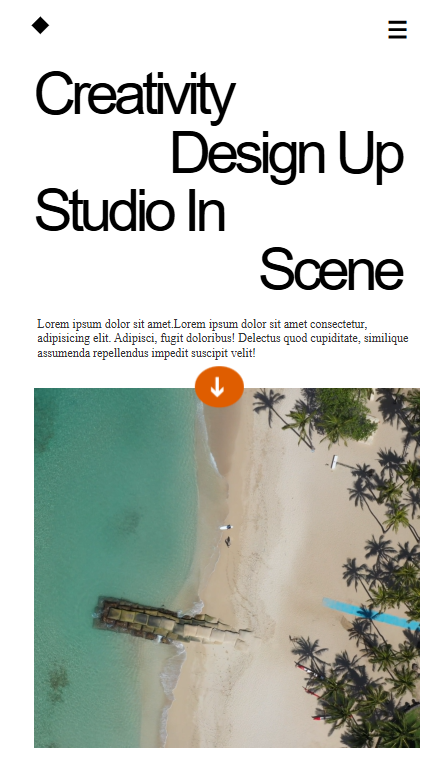 Creativity
Design Up
Studio In
Scene
Lorem ipsum dolor sit amet.Lorem ipsum dolor sit amet consectetur,
adipisicing elit. Adipisci, fugit doloribus! Delectus quod cupiditate, similique
assumenda repellendus impedit suscipit velit!